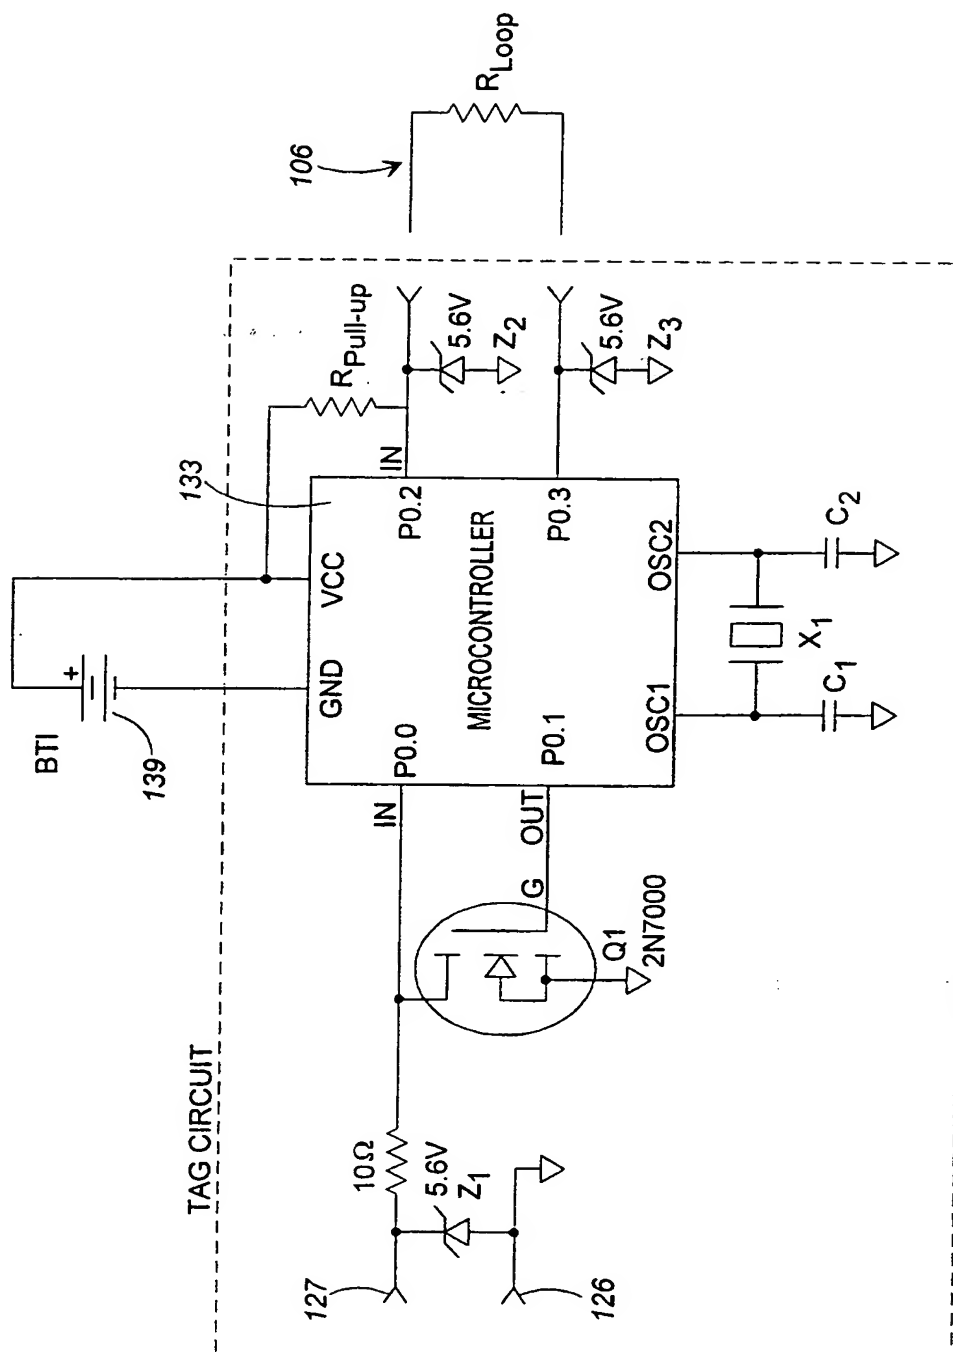 TAG CIRCUIT
BTI
+
139
133
106
GND
VCC
RPull-up
RLoop
127
10Ω
5.6V
Z1
126
IN
P0.0
P0.2
IN
5.6V
Z2
MICROCONTROLLER
G
OUT
P0.1
P0.3
5.6V
Z3
Q1
2N7000
OSC1
OSC2
X1
C1
C2